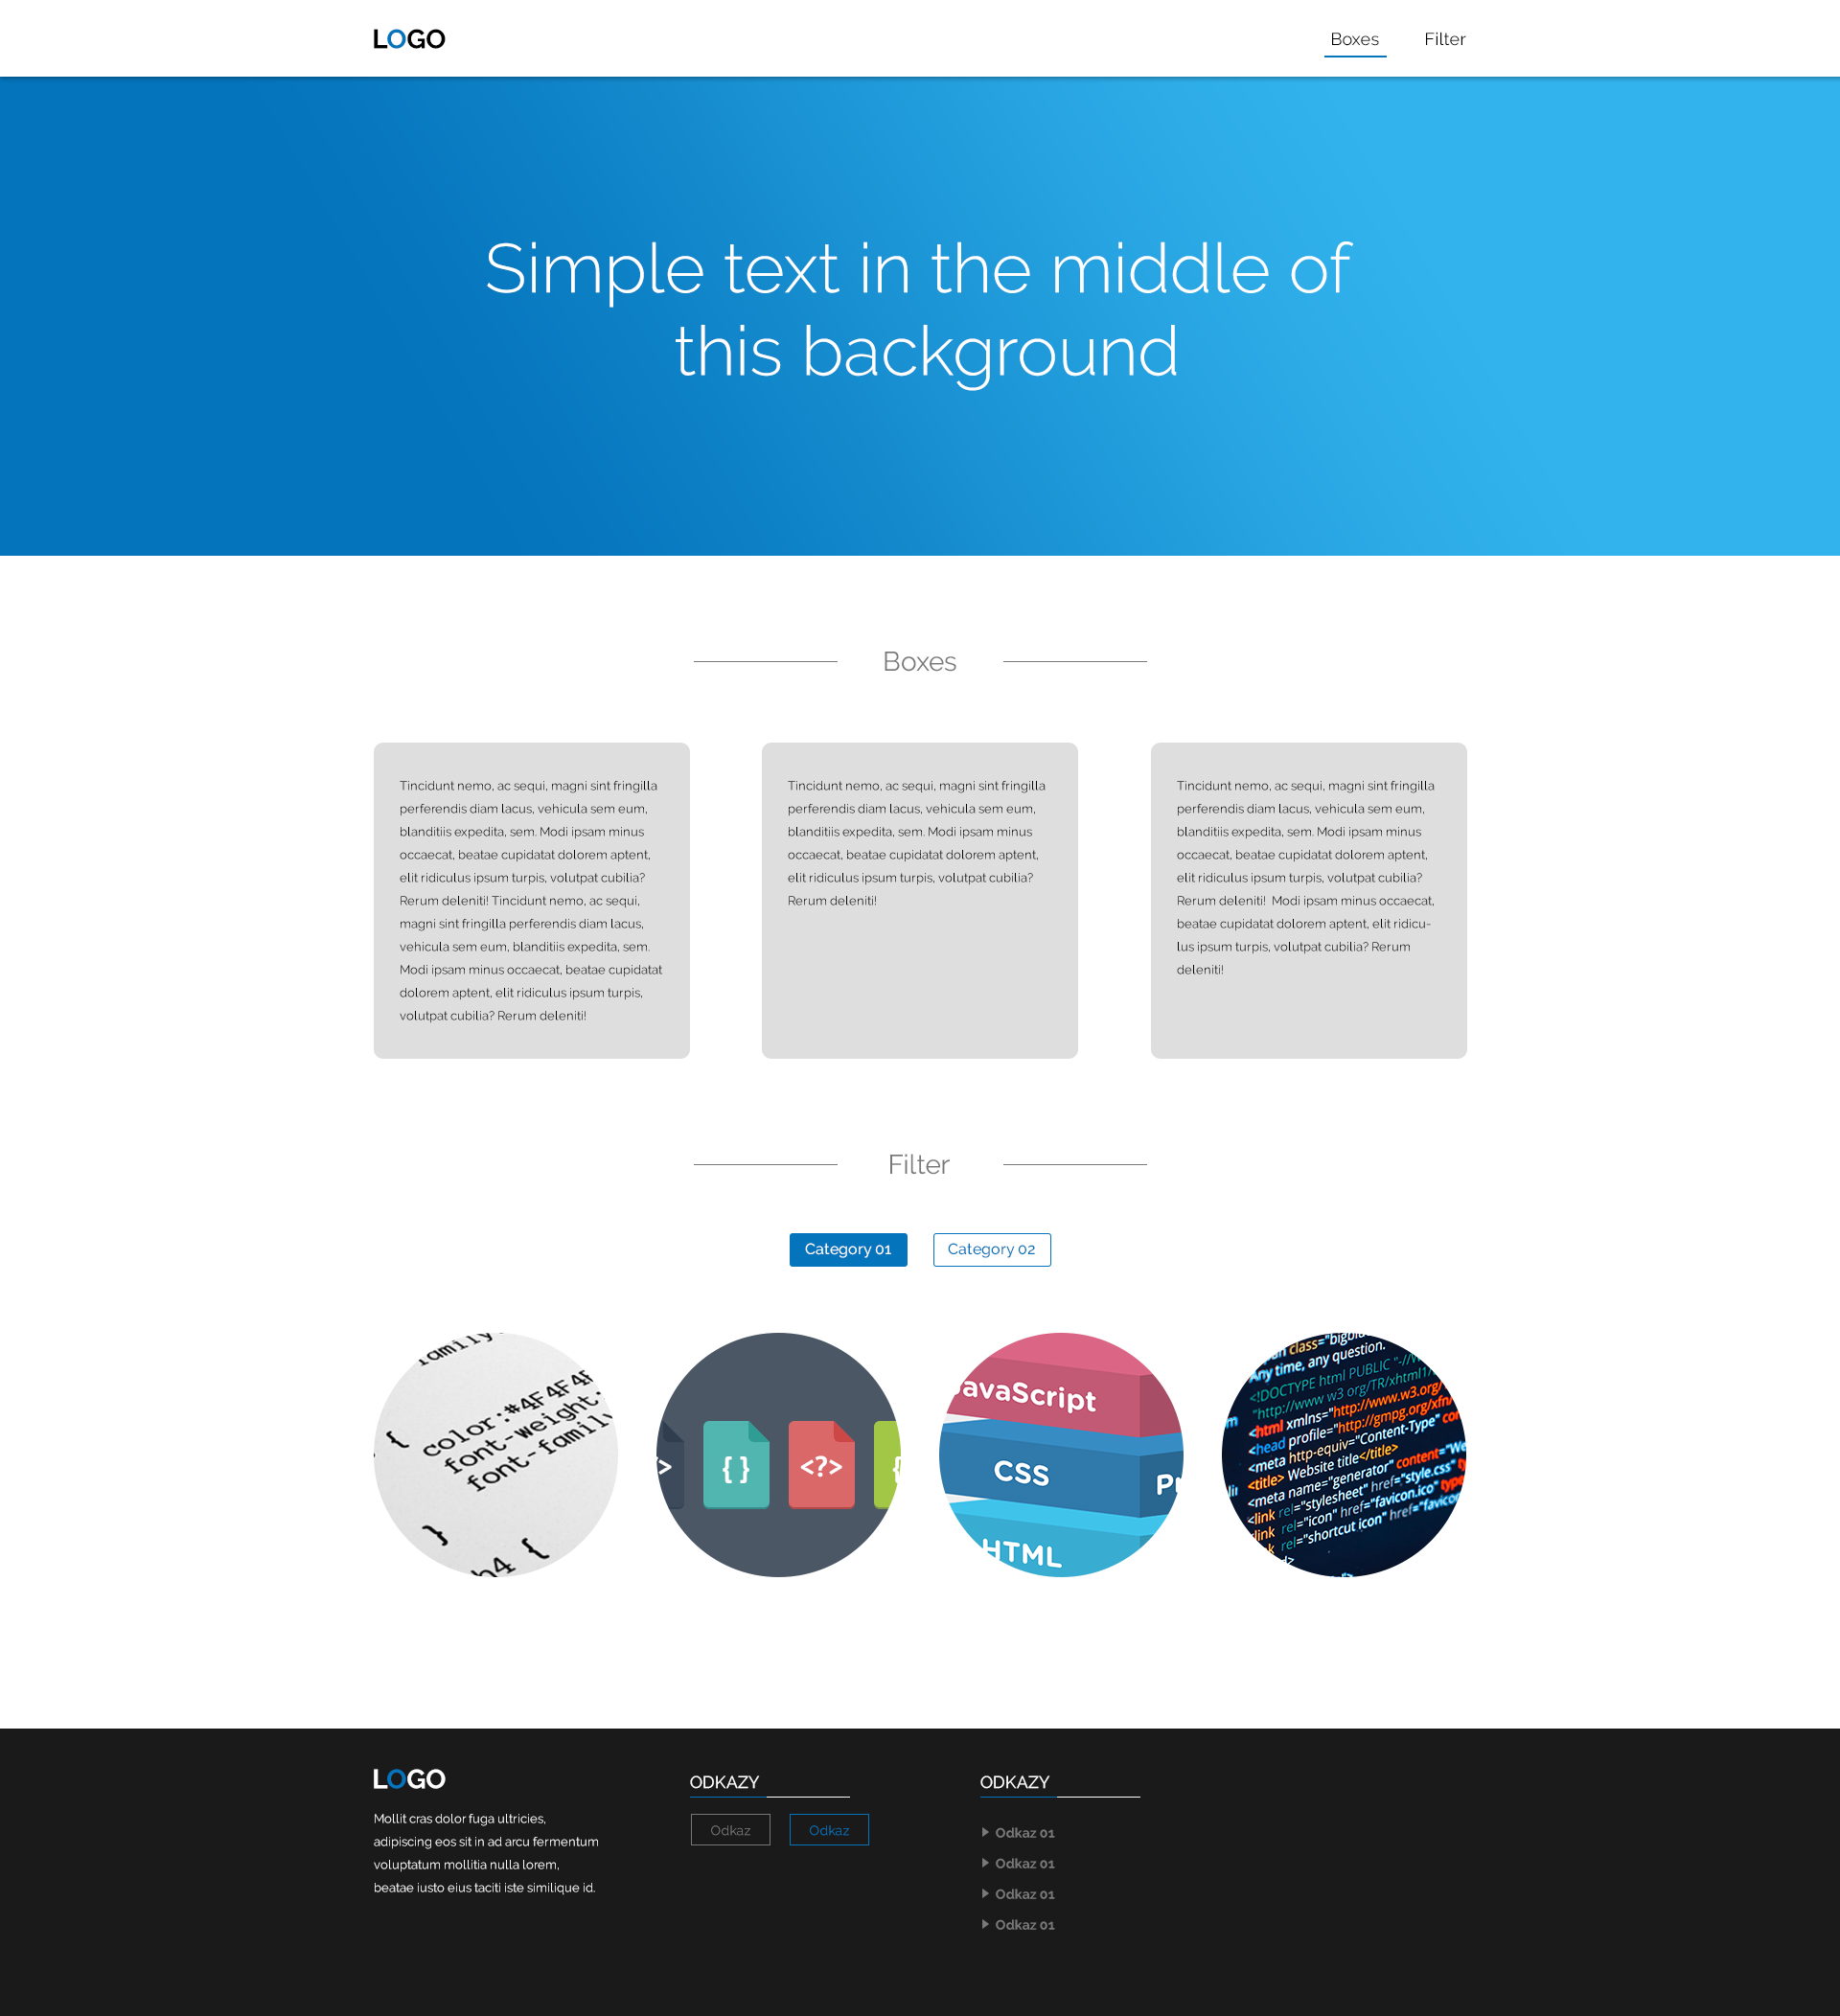 LOGO
Boxes
Filter
Simple text in the middle of
this background
Boxes
Tincidunt nemo, ac sequi, magni sint fringilla
perferendis diam lacus, vehicula sem eum,
blanditiis expedita, sem. Modi ipsam minus
occaecat, beatae cupidatat dolorem aptent,
elit ridiculus ipsum turpis, volutpat cubilia?
Rerum deleniti! Tincidunt nemo, ac sequi,
magni sint fringilla perferendis diam lacus,
vehicula sem eum, blanditiis expedita, sem.
Modi ipsam minus occaecat, beatae cupidatat
dolorem aptent, elit ridiculus ipsum turpis,
volutpat cubilia? Rerum deleniti!
Tincidunt nemo, ac sequi, magni sint fringilla
perferendis diam lacus, vehicula sem eum,
blanditiis expedita, sem. Modi ipsam minus
occaecat, beatae cupidatat dolorem aptent,
elit ridiculus ipsum turpis, volutpat cubilia?
Rerum deleniti!
Tincidunt nemo, ac sequi, magni sint fringilla
perferendis diam lacus, vehicula sem eum,
blanditiis expedita, sem. Modi ipsam minus
occaecat, beatae cupidatat dolorem aptent,
elit ridiculus ipsum turpis, volutpat cubilia?
Rerum deleniti!  Modi ipsam minus occaecat,
beatae cupidatat dolorem aptent, elit ridicu-
lus ipsum turpis, volutpat cubilia? Rerum
deleniti!
Filter
Category 01
Category 02
{
color:#4F4F4F
font-weight:
font-family
}
h4 {
/>
{ }
<?>
{
JavaScript
CSS
HTML
class="
Any time, any question.
<!DOCTYPE html PUBLIC "-//W
"http://www w3 org/TR/xhtml1/
<html xmlns="http://www.w3.org/
<head profile="http://gmpg.org/xfn/
<meta http-equiv="Content-Type" con
<title> Website title</title>
<meta name="generator" content="We
<link rel="stylesheet" href="style.css" ty
link rel="icon" href="favicon.ico" type
rel="shortcut icon" href="favicon
LOGO
Mollit cras dolor fuga ultricies,
adipiscing eos sit in ad arcu fermentum
voluptatum mollitia nulla lorem,
beatae iusto eius taciti iste similique id.
ODKAZY
Odkaz
Odkaz
ODKAZY
Odkaz 01
Odkaz 01
Odkaz 01
Odkaz 01